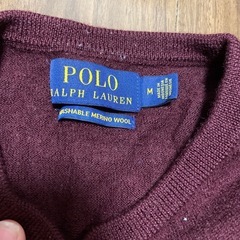 POLO
RALPH LAUREN
M
WASHABLE MERINO WOOL